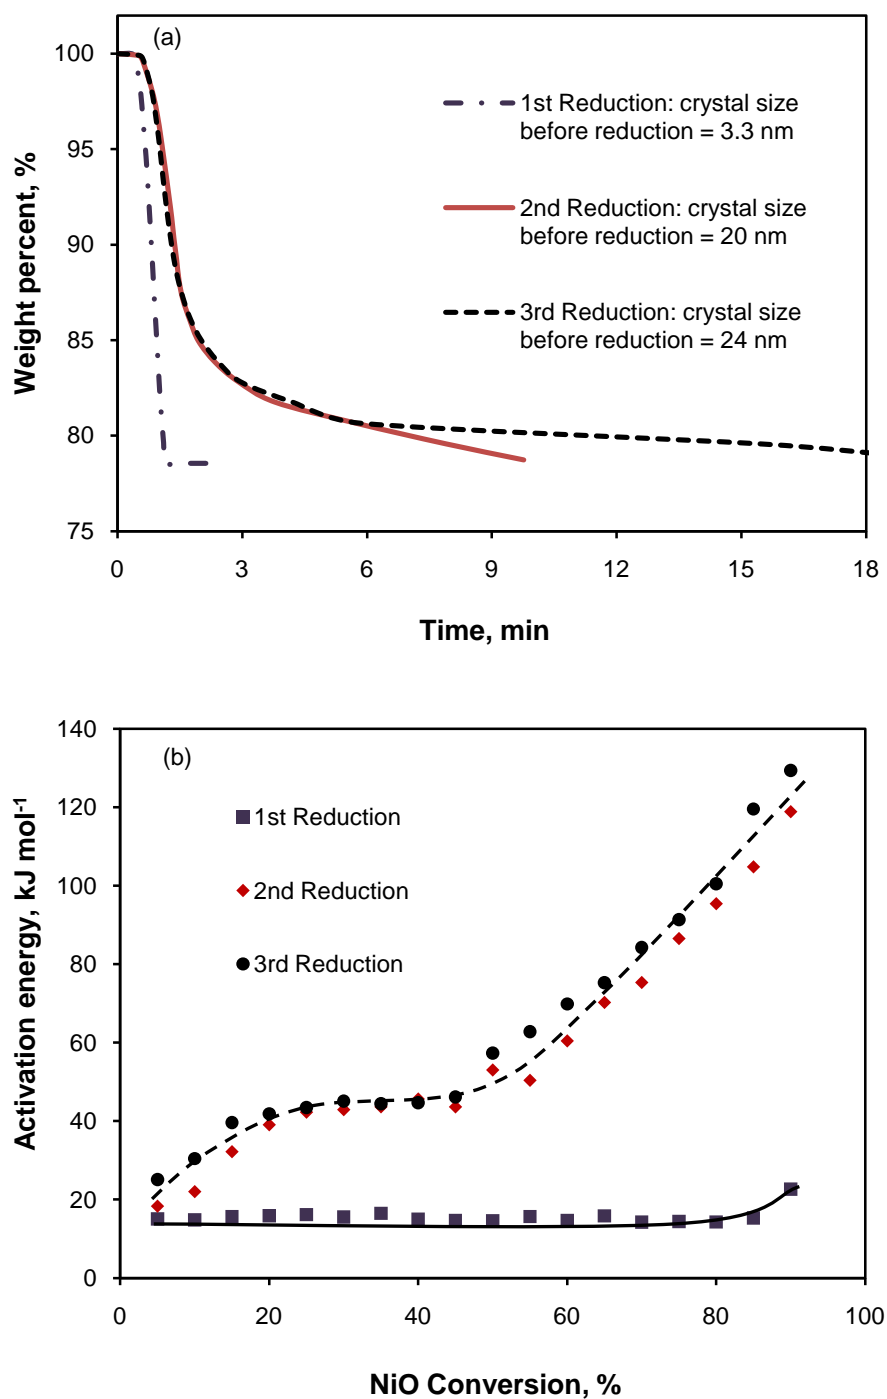 (a)
100
95
90
85
80
75
Weight percent, %
1st Reduction: crystal size
before reduction = 3.3 nm
2nd Reduction: crystal size
before reduction = 20 nm
3rd Reduction: crystal size
before reduction = 24 nm
0 3 6 9 12 15 18
Time, min
(b)
140
120
100
80
60
40
20
0
Activation energy, kJ mol⁻¹
1st Reduction
2nd Reduction
3rd Reduction
0 20 40 60 80 100
NiO Conversion, %